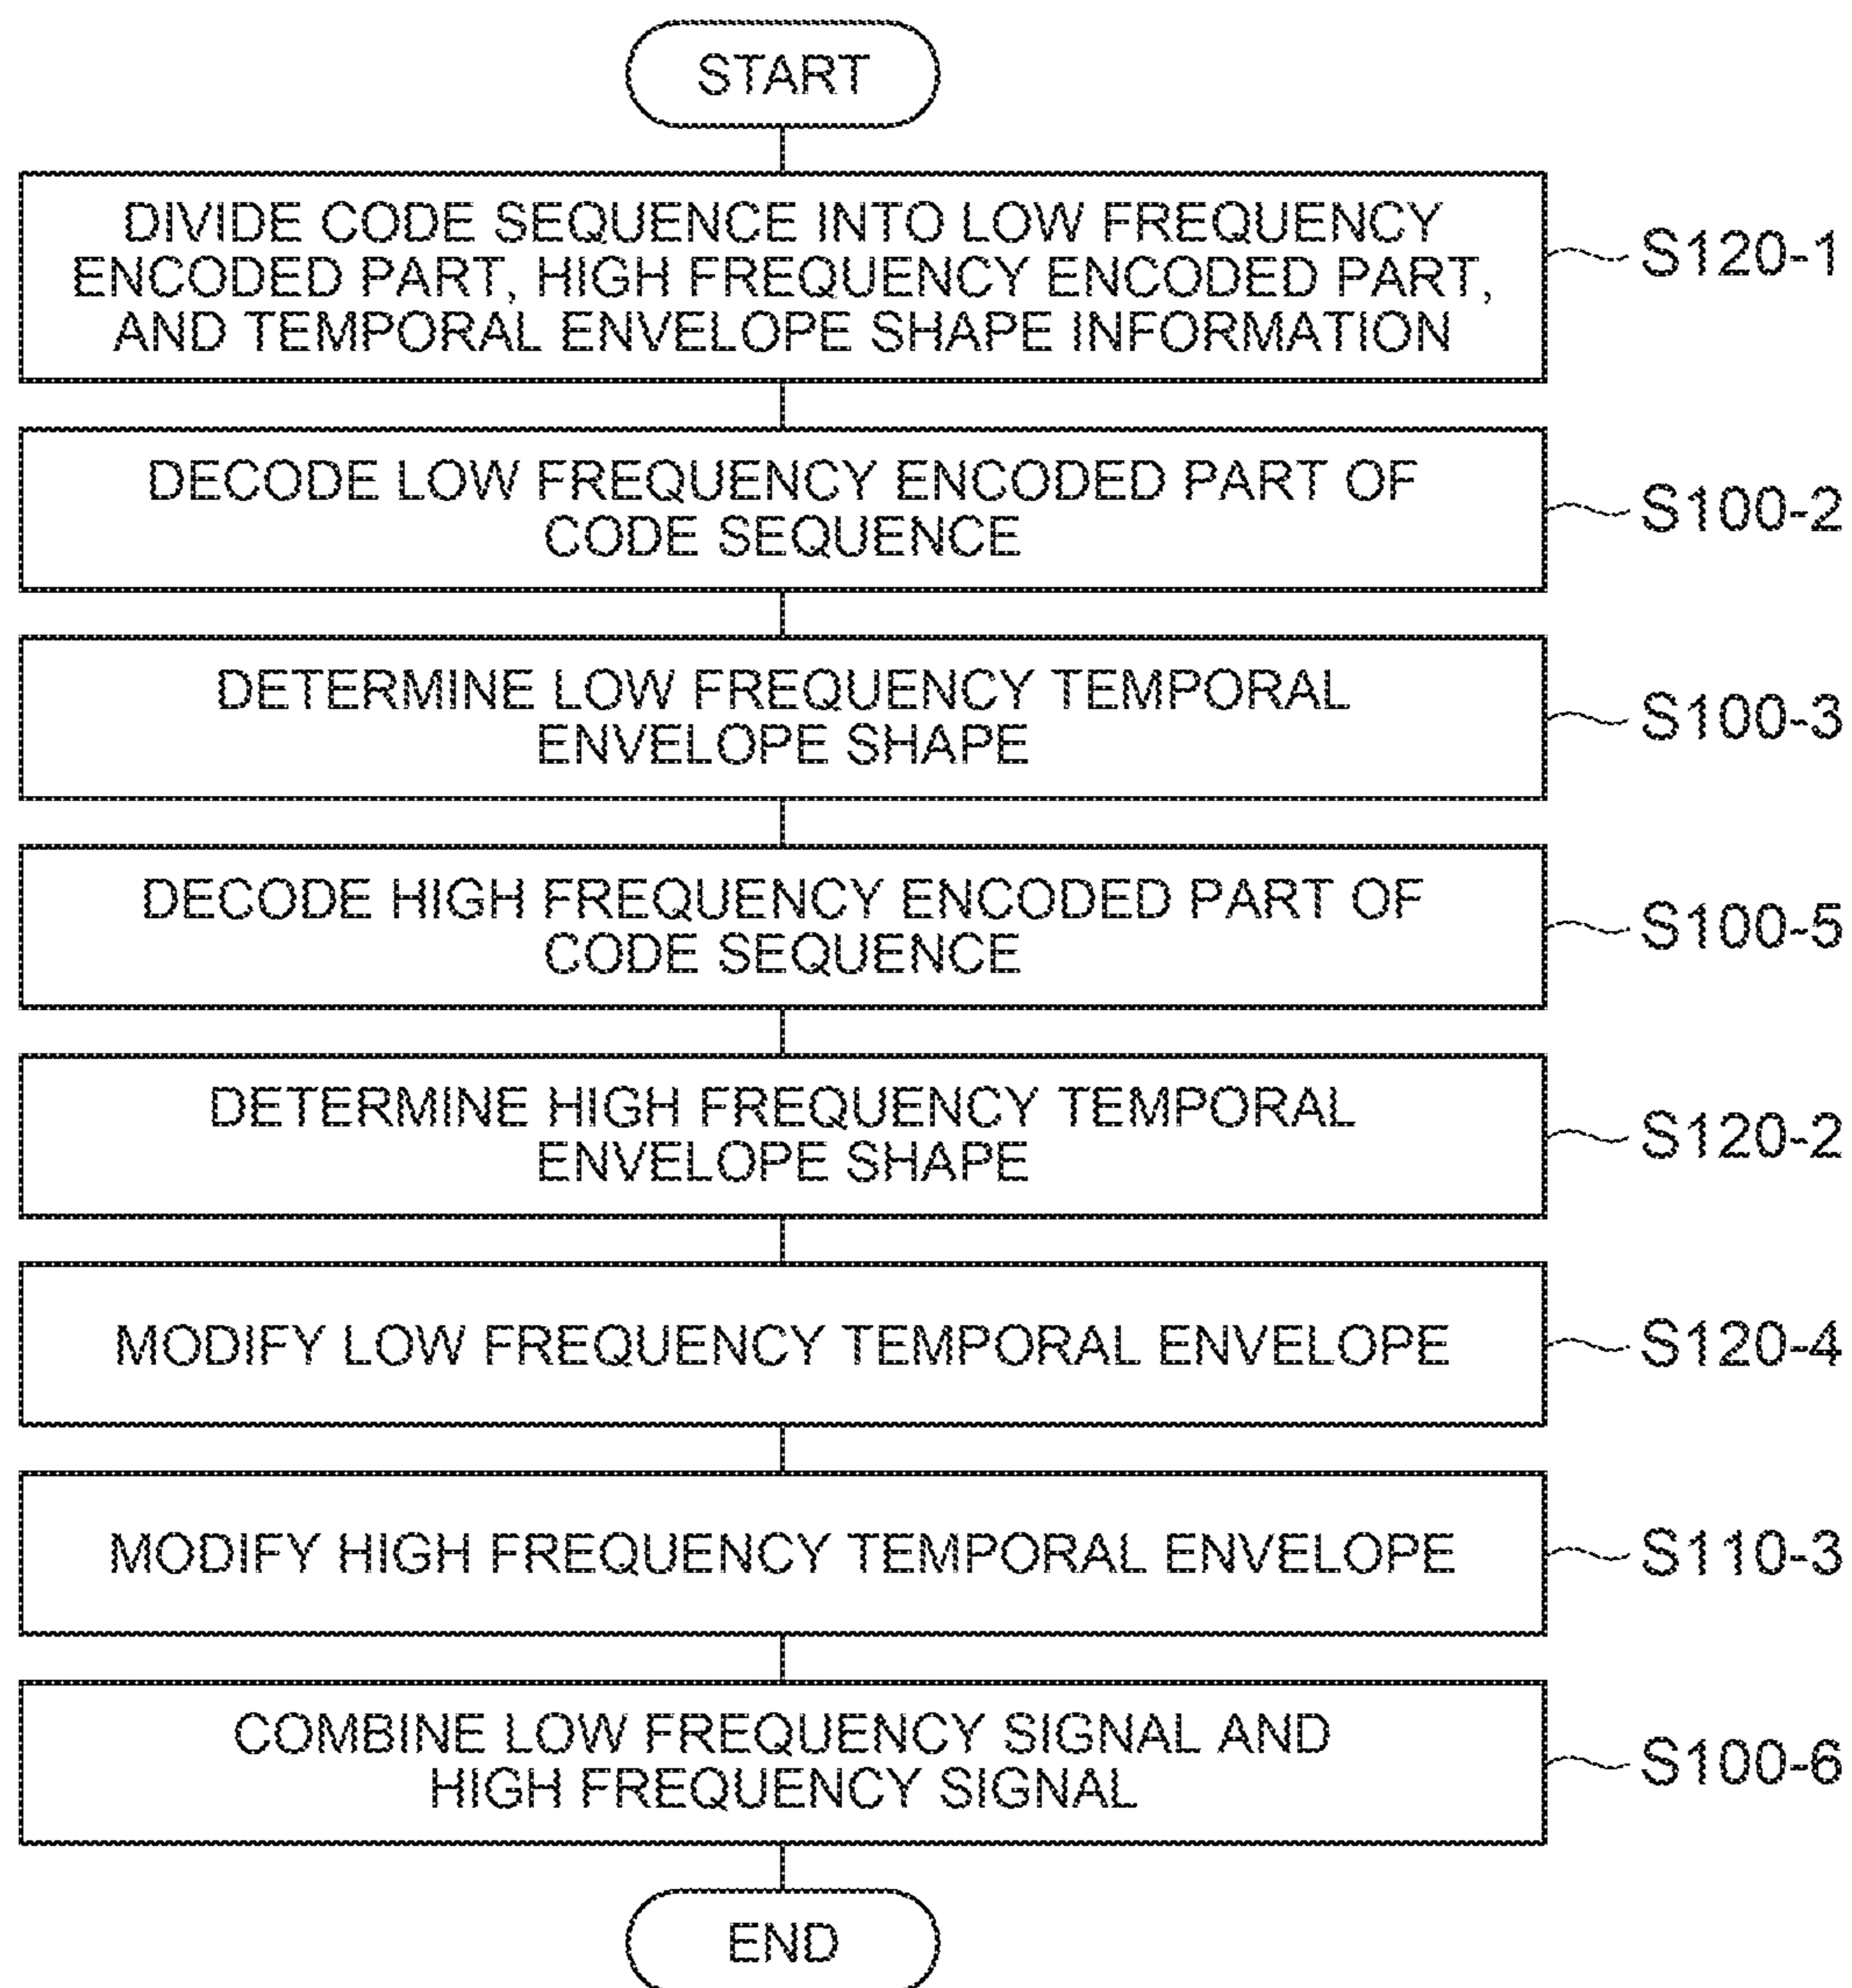 START
DIVIDE CODE SEQUENCE INTO LOW FREQUENCY
ENCODED PART, HIGH FREQUENCY ENCODED PART,
AND TEMPORAL ENVELOPE SHAPE INFORMATION
S120-1
DECODE LOW FREQUENCY ENCODED PART OF
CODE SEQUENCE
S100-2
DETERMINE LOW FREQUENCY TEMPORAL
ENVELOPE SHAPE
S100-3
DECODE HIGH FREQUENCY ENCODED PART OF
CODE SEQUENCE
S100-5
DETERMINE HIGH FREQUENCY TEMPORAL
ENVELOPE SHAPE
S120-2
MODIFY LOW FREQUENCY TEMPORAL ENVELOPE
S120-4
MODIFY HIGH FREQUENCY TEMPORAL ENVELOPE
S110-3
COMBINE LOW FREQUENCY SIGNAL AND
HIGH FREQUENCY SIGNAL
S100-6
END